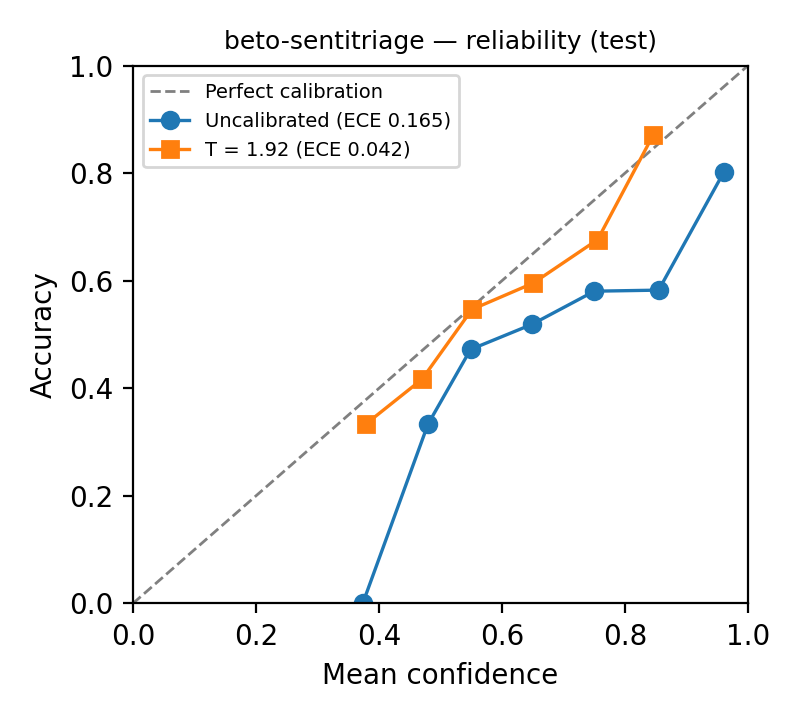 beto-sentitriage — reliability (test)
Perfect calibration
Uncalibrated (ECE 0.165)
T = 1.92 (ECE 0.042)
1.0
0.8
0.6
0.4
0.2
0.0
Accuracy
0.0 0.2 0.4 0.6 0.8 1.0
Mean confidence